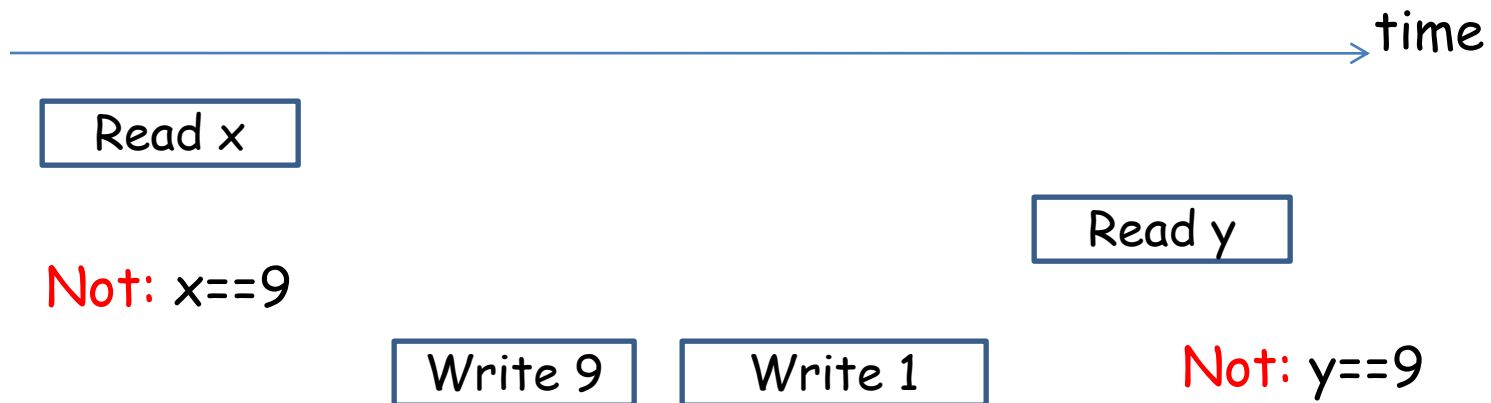 time
Read x
Read y
Not: x==9
Write 9
Write 1
Not: y==9